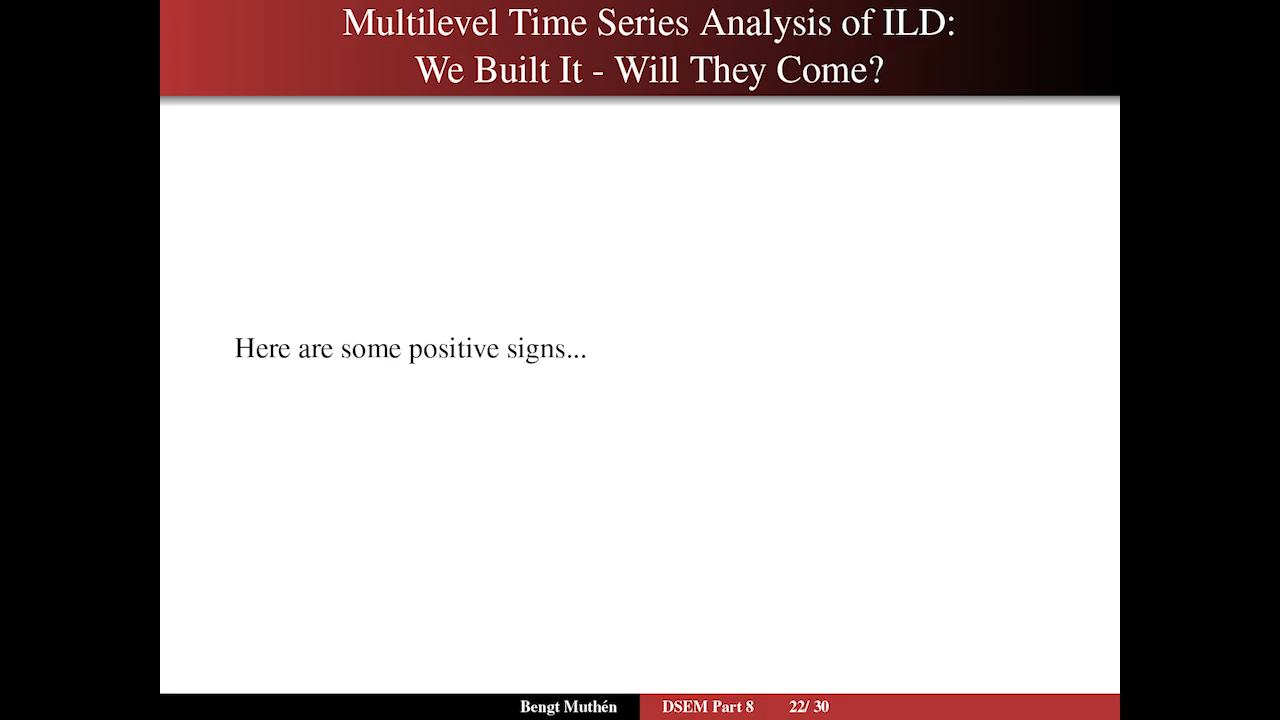 Multilevel Time Series Analysis of ILD:
We Built It - Will They Come?
Here are some positive signs...
Bengt Muthén DSEM Part 8 22/ 30